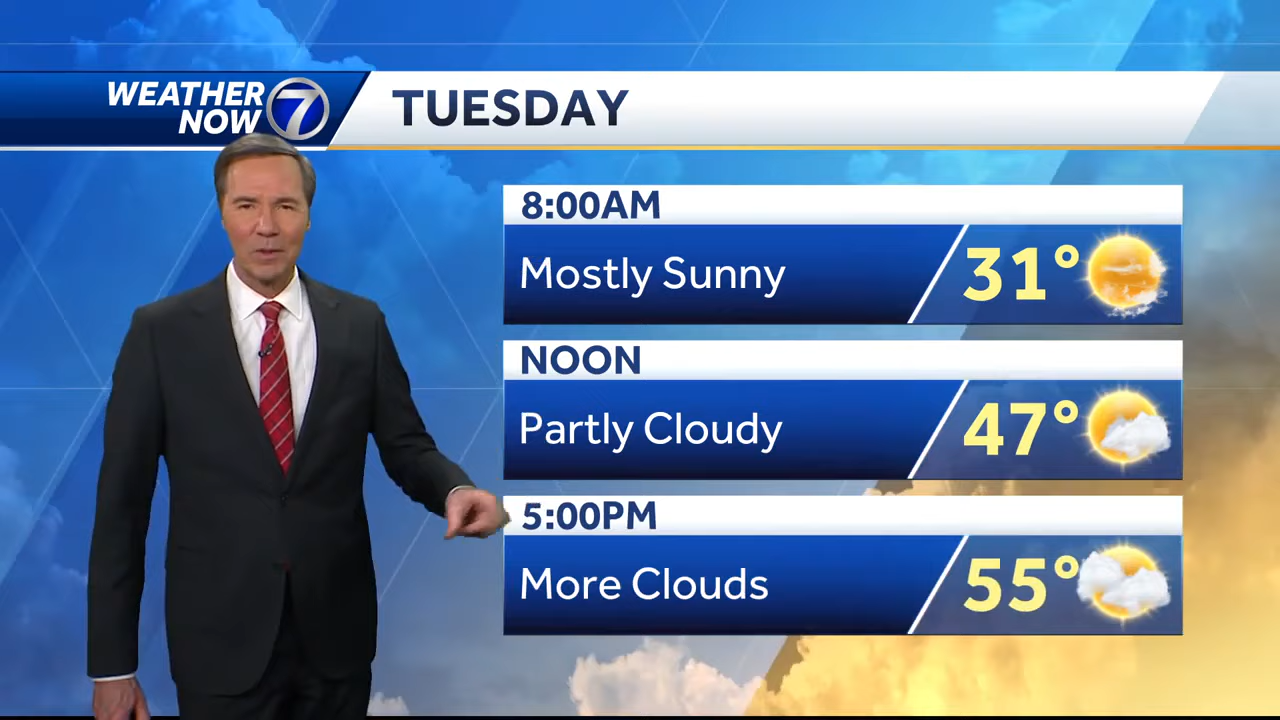 WEATHER
NOW 7
TUESDAY
8:00AM
Mostly Sunny 31°
NOON
Partly Cloudy 47°
5:00PM
More Clouds 55°